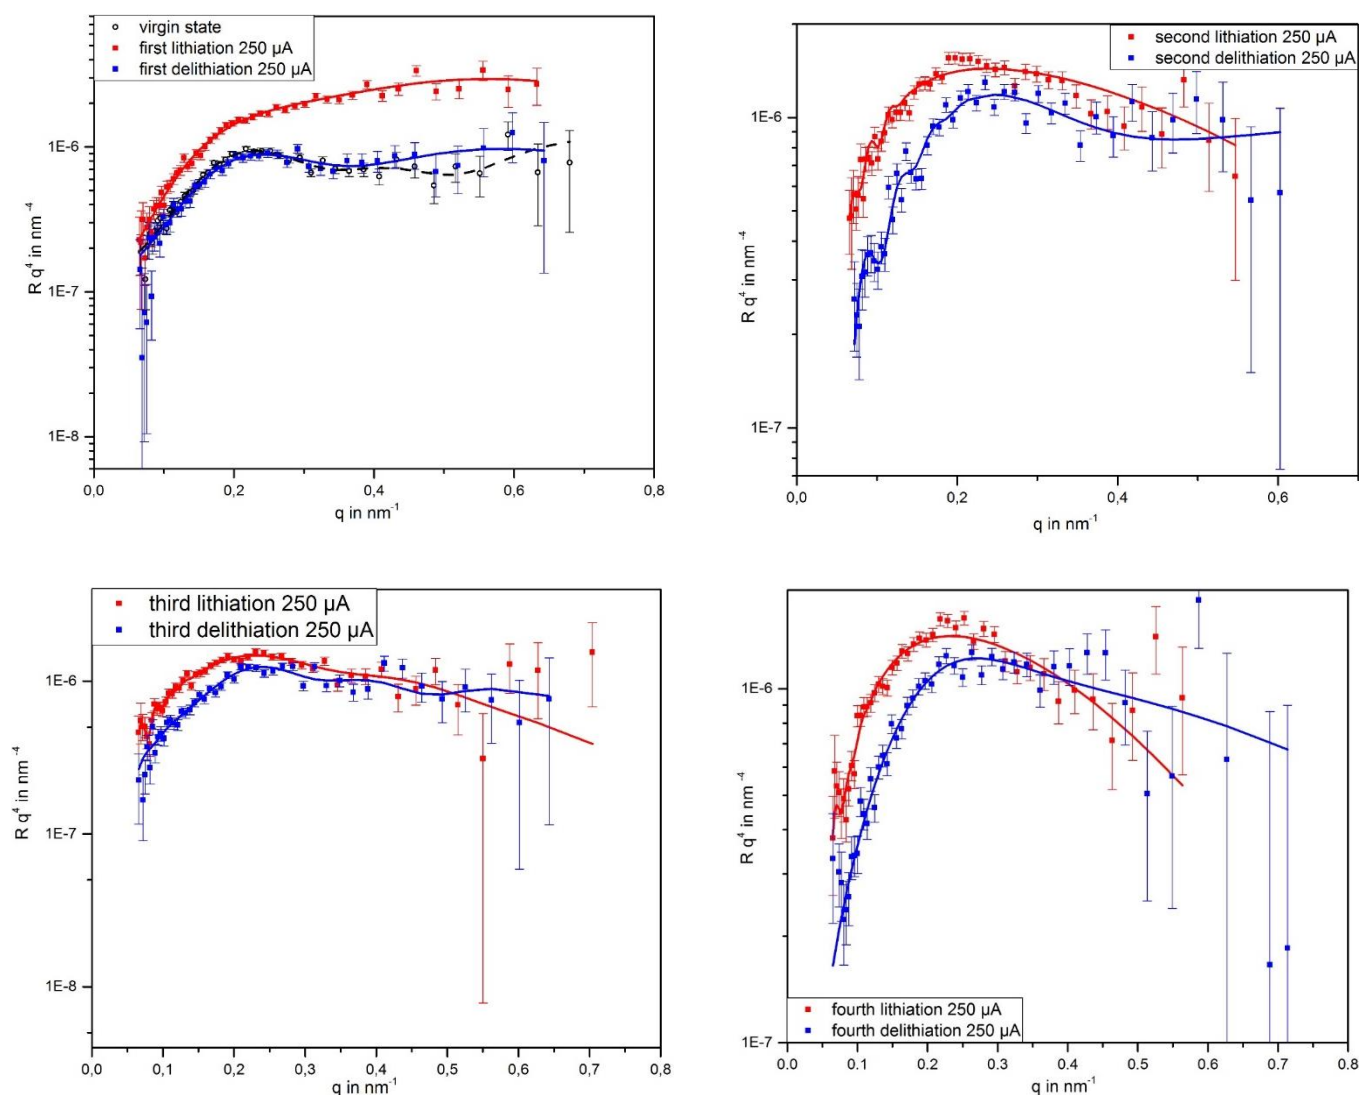 virgin state
first lithiation 250 µA
first delithiation 250 µA
1E-6
1E-7
1E-8
R q⁴ in nm⁻⁴
0,0 0,2 0,4 0,6 0,8
q in nm⁻¹
second lithiation 250 µA
second delithiation 250 µA
1E-6
1E-7
R q⁴ in nm⁻⁴
0,0 0,2 0,4 0,6
q in nm⁻¹
third lithiation 250 µA
third delithiation 250 µA
1E-6
1E-7
1E-8
R q⁴ in nm⁻⁴
0,0 0,1 0,2 0,3 0,4 0,5 0,6 0,7 0,8
q in nm⁻¹
1E-6
1E-7
R q⁴ in nm⁻⁴
fourth lithiation 250 µA
fourth delithiation 250 µA
0.0 0.1 0.2 0.3 0.4 0.5 0.6 0.7 0.8
q in nm⁻¹